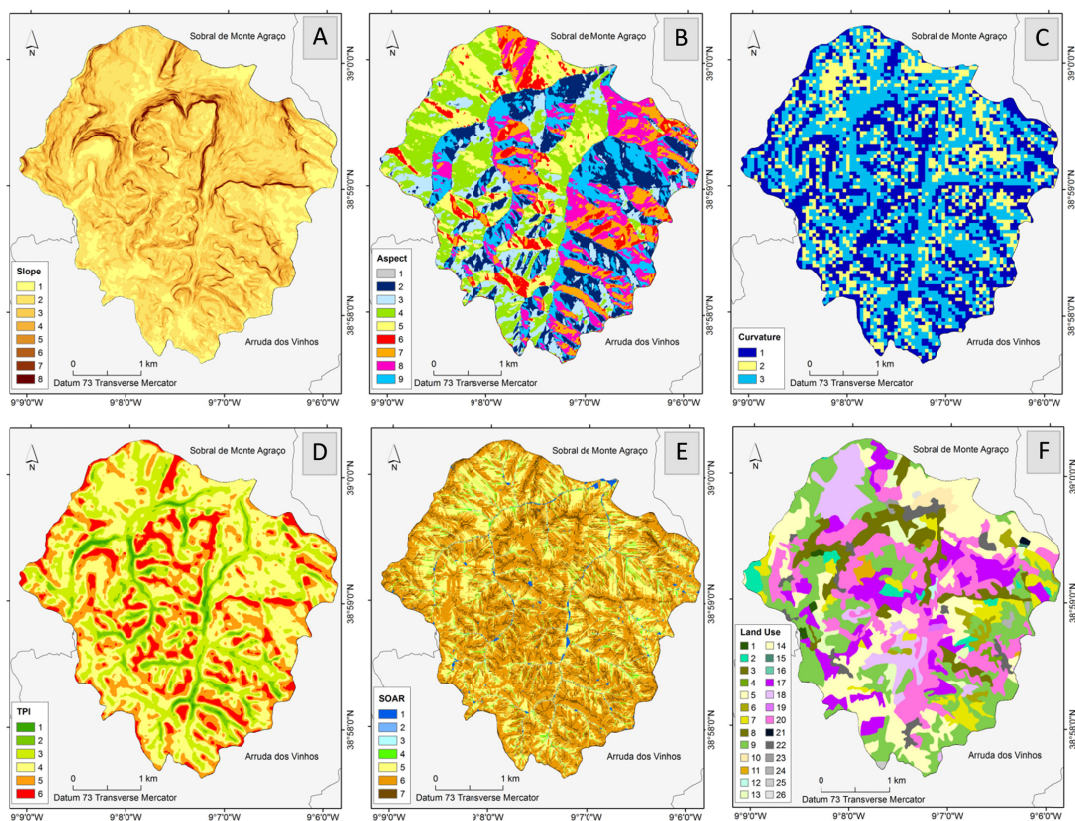 A
Sobral de Monte Agraço
N
39°0'0"N
38°59'0"N
38°58'0"N
Slope
1
2
3
4
5
6
7
8
Arruda dos Vinhos
0 1 km
Datum 73 Transverse Mercator
9°9'0"W 9°8'0"W 9°7'0"W 9°6'0"W
B
Sobral de Monte Agraço
N
39°0'0"N
38°59'0"N
38°58'0"N
Aspect
1
2
3
4
5
6
7
8
9
Arruda dos Vinhos
0 1 km
Datum 73 Transverse Mercator
9°9'0"W 9°8'0"W 9°7'0"W 9°6'0"W
C
Sobral de Monte Agraço
N
39°0'0"N
38°59'0"N
38°58'0"N
Curvature
1
2
3
Arruda dos Vinhos
0 1 km
Datum 73 Transverse Mercator
9°9'0"W 9°8'0"W 9°7'0"W 9°6'0"W
D
Sobral de Monte Agraço
N
39°0'0"N
38°59'0"N
38°58'0"N
TPI
1
2
3
4
5
6
Arruda dos Vinhos
0 1 km
Datum 73 Transverse Mercator
9°9'0"W 9°8'0"W 9°7'0"W 9°6'0"W
E
Sobral de Monte Agraço
N
39°0'0"N
38°59'0"N
38°58'0"N
SOAR
1
2
3
4
5
6
7
Arruda dos Vinhos
0 1 km
Datum 73 Transverse Mercator
9°9'0"W 9°8'0"W 9°7'0"W 9°6'0"W
F
Sobral de Monte Agraço
N
39°0'0"N
38°59'0"N
38°58'0"N
Land Use
1 14
2 15
3 16
4 17
5 18
6 19
7 20
8 21
9 22
10 23
11 24
12 25
13 26
Arruda dos Vinhos
0 1 km
Datum 73 Transverse Mercator
9°9'0"W 9°8'0"W 9°7'0"W 9°6'0"W